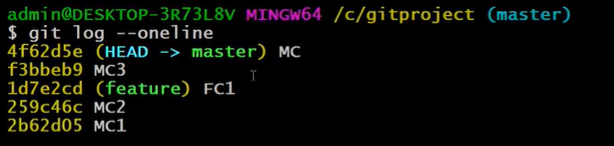 admin@DESKTOP-3R73L8V MINGW64 /c/gitproject (master)
$ git log --oneline
4f62d5e (HEAD -> master) MC
f3bbeb9 MC3
1d7e2cd (feature) FC1
259c46c MC2
2b62d05 MC1